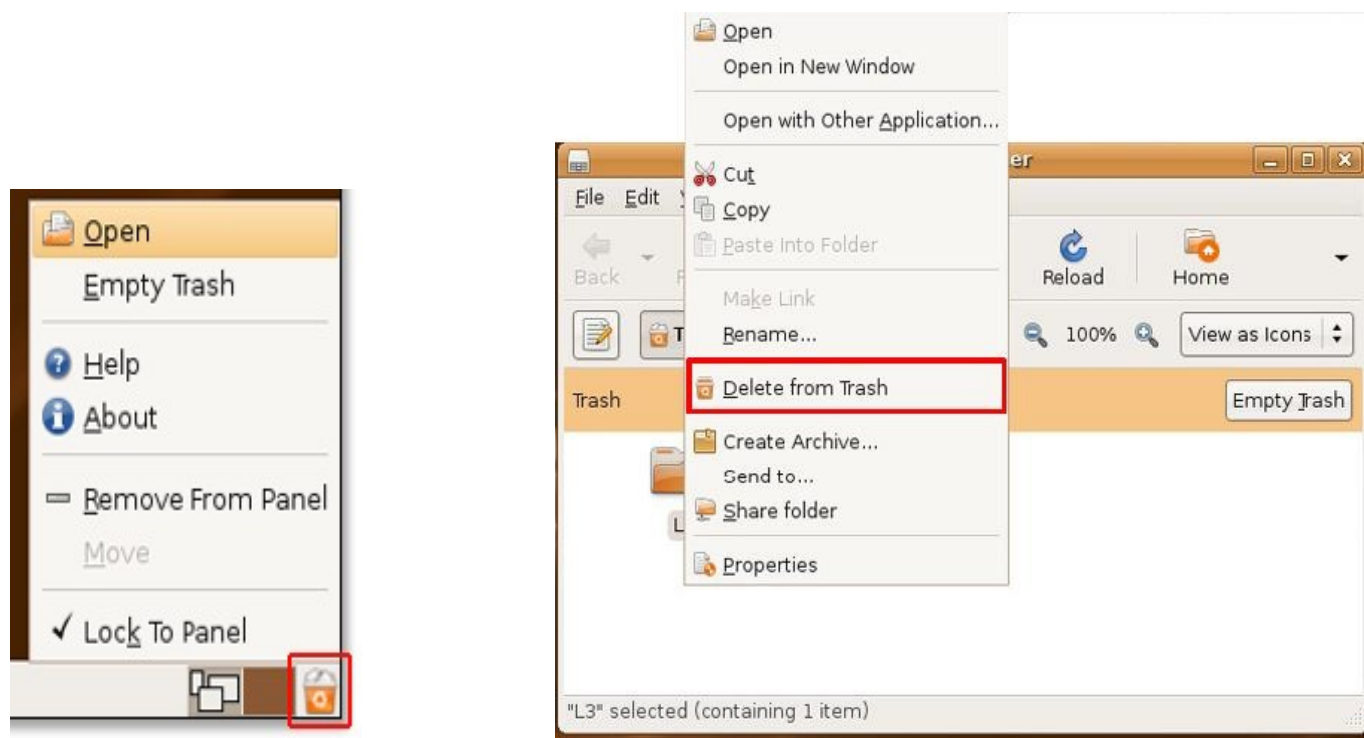 Open
Empty Trash
Help
About
Remove From Panel
Move
Lock To Panel
Open
Open in New Window
Open with Other Application...
Cut
Copy
Paste Into Folder
Make Link
Rename...
Delete from Trash
Create Archive...
Send to...
Share folder
Properties
er
File Edit
Back
Reload Home
100% View as Icons
Trash Empty Trash
"L3" selected (containing 1 item)